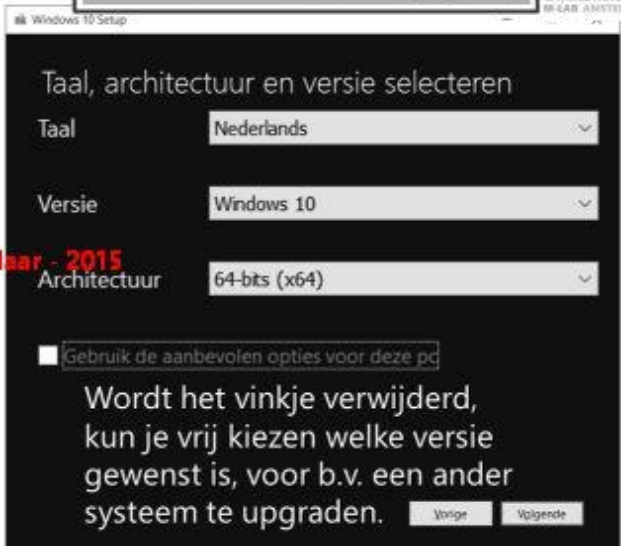 M-LAB AMSTE
Windows 10 Setup
Taal, architectuur en versie selecteren
Taal
Nederlands
Versie
Windows 10
aar - 2015
Architectuur
64-bits (x64)
Gebruik de aanbevolen opties voor deze pc
Wordt het vinkje verwijderd,
kun je vrij kiezen welke versie
gewenst is, voor b.v. een ander
systeem te upgraden.
Vorige
Volgende